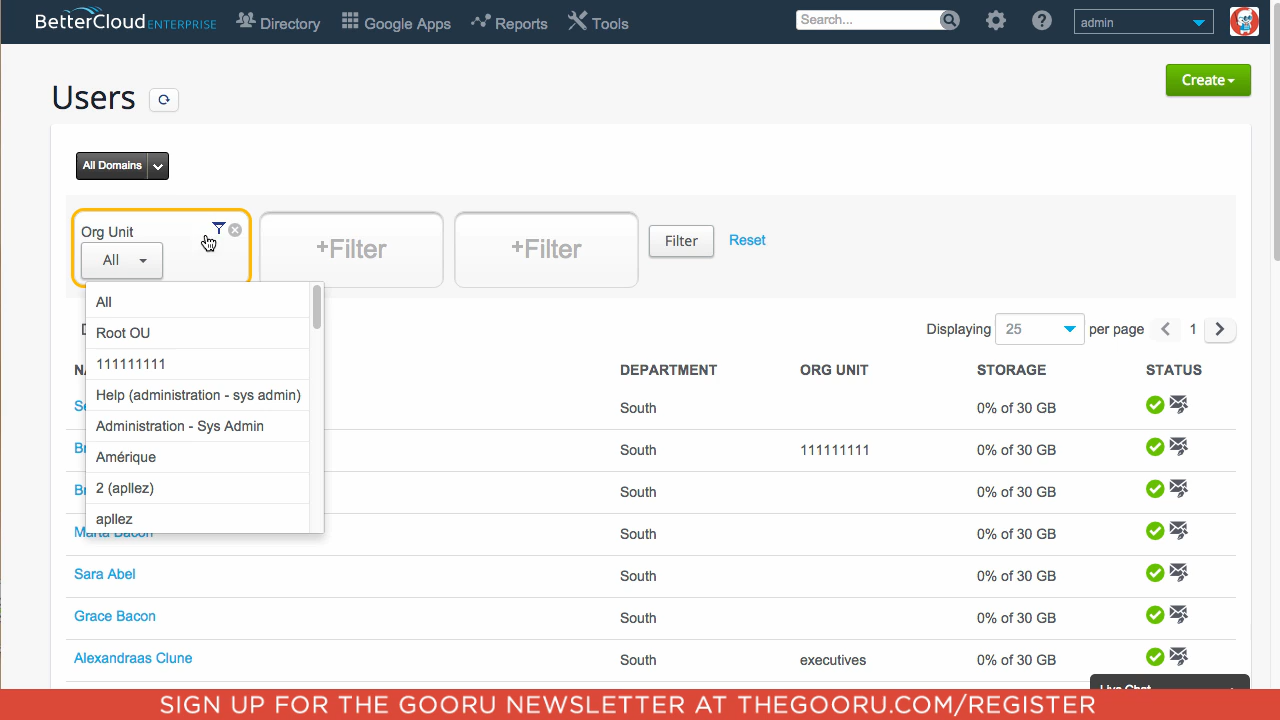 BetterCloud ENTERPRISE Directory Google Apps Reports Tools Search... admin
Users
Create
All Domains
Org Unit
All
+Filter
+Filter
Filter
Reset
All
Root OU
111111111
Help (administration - sys admin)
Administration - Sys Admin
Amérique
2 (apllez)
apllez
Displaying 25 per page 1
DEPARTMENT ORG UNIT STORAGE STATUS
South 0% of 30 GB
South 111111111 0% of 30 GB
South 0% of 30 GB
Marta Bacon South 0% of 30 GB
Sara Abel South 0% of 30 GB
Grace Bacon South 0% of 30 GB
Alexandraas Clune South executives 0% of 30 GB
Live Chat
SIGN UP FOR THE GOORU NEWSLETTER AT THEGOORU.COM/REGISTER